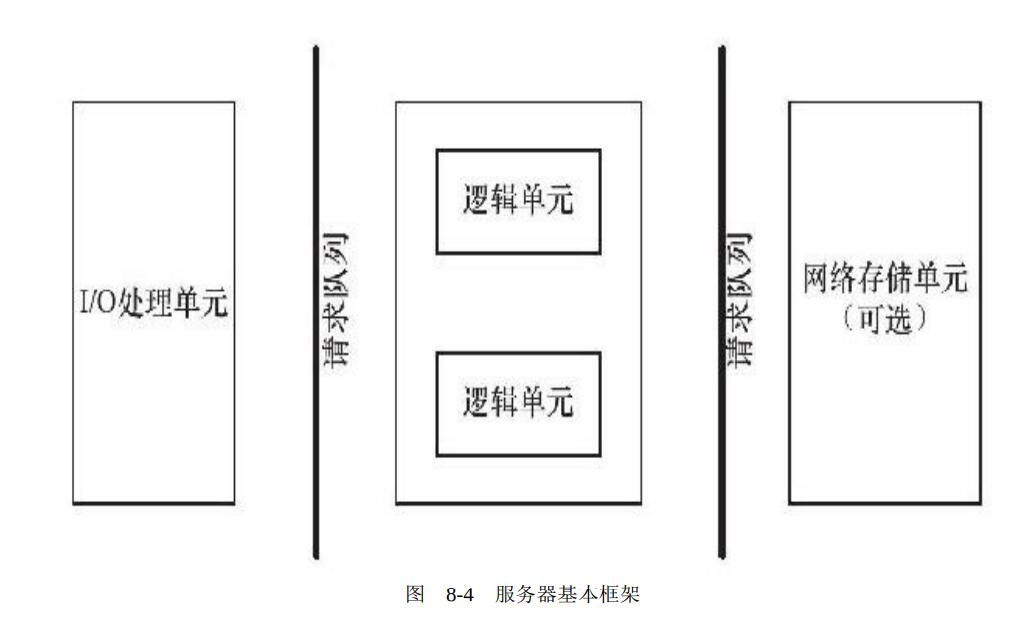 I/O处理单元
请求队列
逻辑单元
逻辑单元
请求队列
网络存储单元
（可选）
图 8-4 服务器基本框架